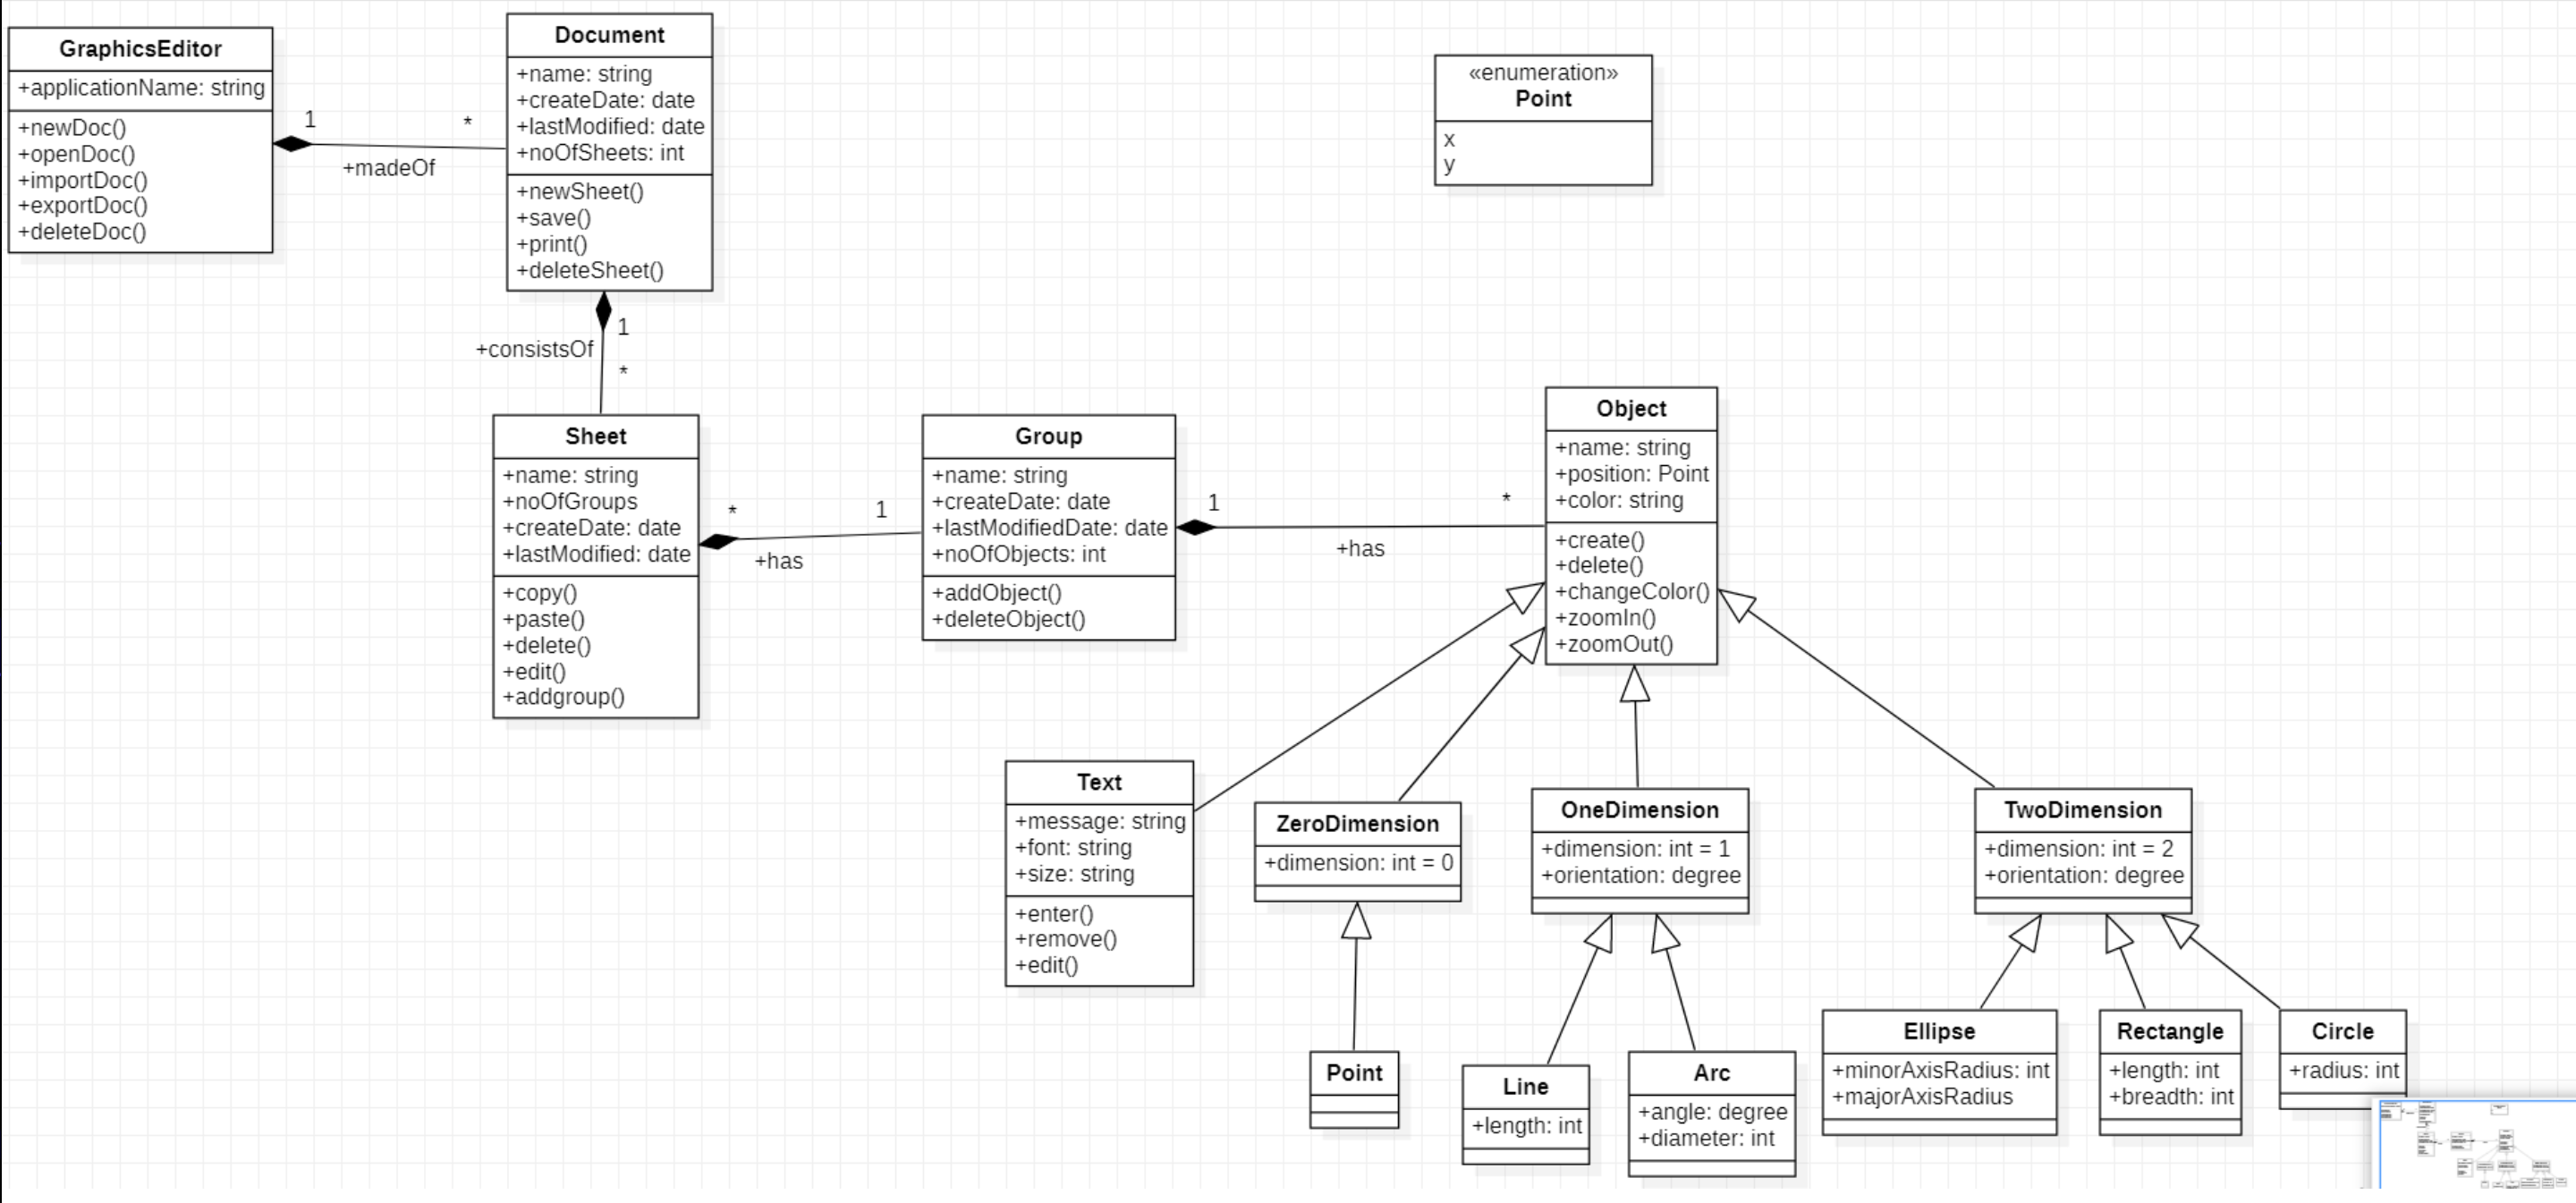 GraphicsEditor
+applicationName: string
+newDoc()
+openDoc()
+importDoc()
+exportDoc()
+deleteDoc()
1
*
+madeOf
Document
+name: string
+createDate: date
+lastModified: date
+noOfSheets: int
+newSheet()
+save()
+print()
+deleteSheet()
«enumeration»
Point
x
y
1
+consistsOf
*
Sheet
+name: string
+noOfGroups
+createDate: date
+lastModified: date
+copy()
+paste()
+delete()
+edit()
+addgroup()
*
1
+has
Group
+name: string
+createDate: date
+lastModifiedDate: date
+noOfObjects: int
+addObject()
+deleteObject()
1
*
+has
Object
+name: string
+position: Point
+color: string
+create()
+delete()
+changeColor()
+zoomIn()
+zoomOut()
Text
+message: string
+font: string
+size: string
+enter()
+remove()
+edit()
ZeroDimension
+dimension: int = 0
OneDimension
+dimension: int = 1
+orientation: degree
TwoDimension
+dimension: int = 2
+orientation: degree
Point
Line
+length: int
Arc
+angle: degree
+diameter: int
Ellipse
+minorAxisRadius: int
+majorAxisRadius
Rectangle
+length: int
+breadth: int
Circle
+radius: int